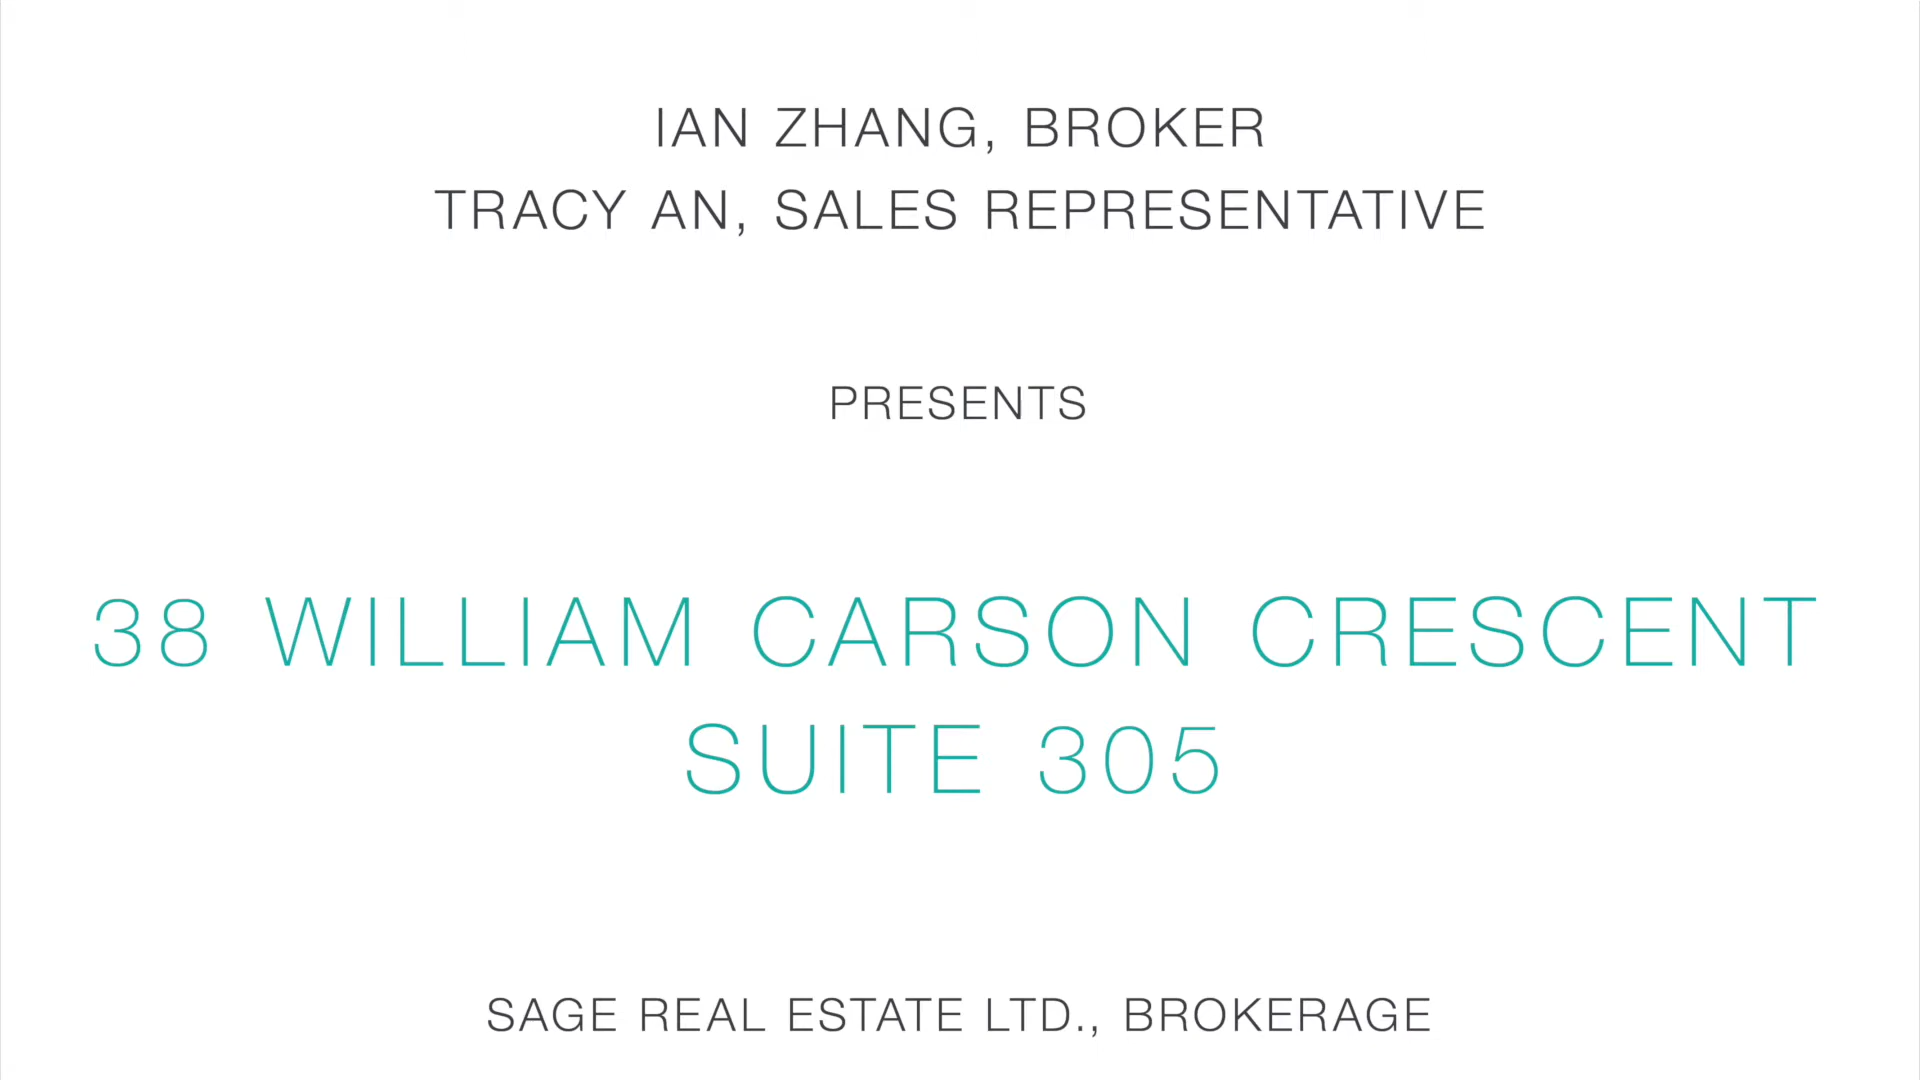 IAN ZHANG, BROKER
TRACY AN, SALES REPRESENTATIVE
PRESENTS
38 WILLIAM CARSON CRESCENT
SUITE 305
SAGE REAL ESTATE LTD., BROKERAGE